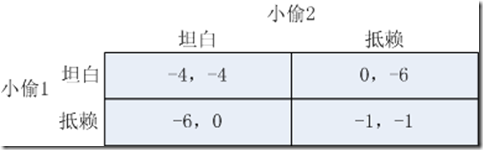 小偷2
坦白 抵赖
小偷1 坦白 -4，-4 0，-6
抵赖 -6，0 -1，-1